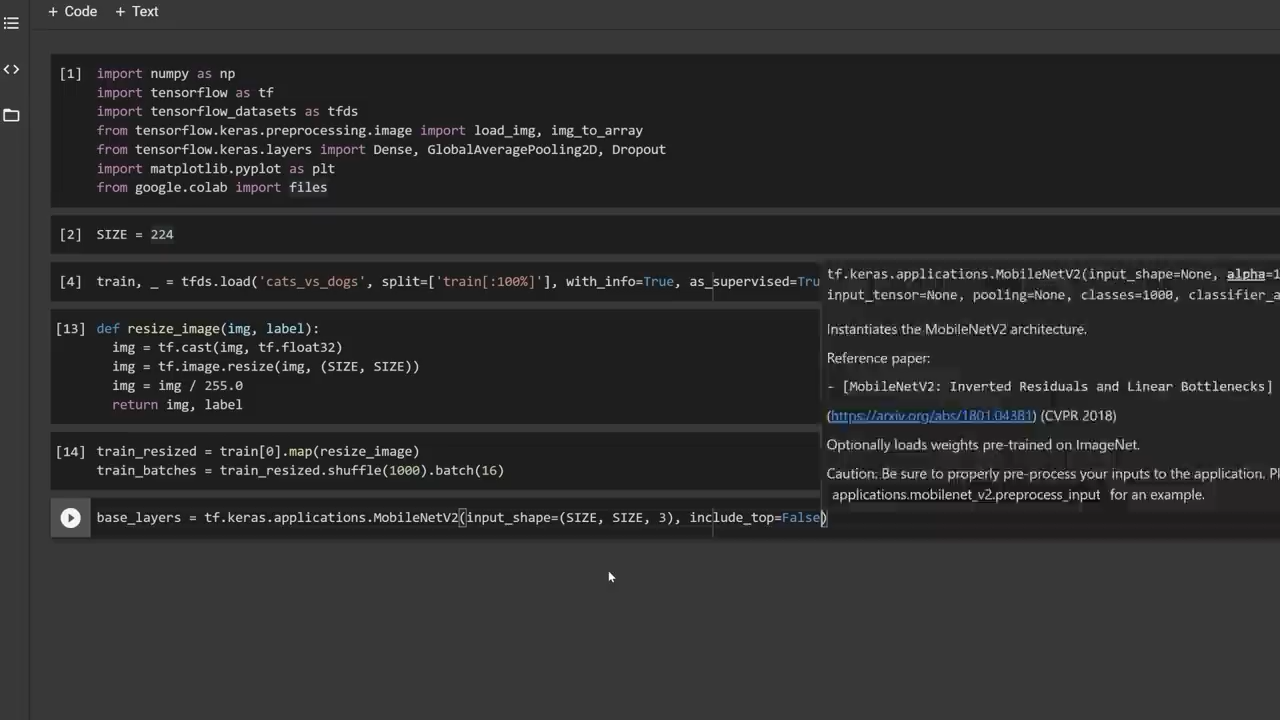 + Code + Text
[1] import numpy as np
import tensorflow as tf
import tensorflow_datasets as tfds
from tensorflow.keras.preprocessing.image import load_img, img_to_array
from tensorflow.keras.layers import Dense, GlobalAveragePooling2D, Dropout
import matplotlib.pyplot as plt
from google.colab import files
[2] SIZE = 224
[4] train, _ = tfds.load('cats_vs_dogs', split=['train[:100%]'], with_info=True, as_supervised=Tru
[13] def resize_image(img, label):
img = tf.cast(img, tf.float32)
img = tf.image.resize(img, (SIZE, SIZE))
img = img / 255.0
return img, label
[14] train_resized = train[0].map(resize_image)
train_batches = train_resized.shuffle(1000).batch(16)
base_layers = tf.keras.applications.MobileNetV2(input_shape=(SIZE, SIZE, 3), include_top=False)
tf.keras.applications.MobileNetV2(input_shape=None, alpha=1
input_tensor=None, pooling=None, classes=1000, classifier_a
Instantiates the MobileNetV2 architecture.
Reference paper:
- [MobileNetV2: Inverted Residuals and Linear Bottlenecks]
(https://arxiv.org/abs/1801.04381) (CVPR 2018)
Optionally loads weights pre-trained on ImageNet.
Caution: Be sure to properly pre-process your inputs to the application. Pl
applications.mobilenet_v2.preprocess_input for an example.